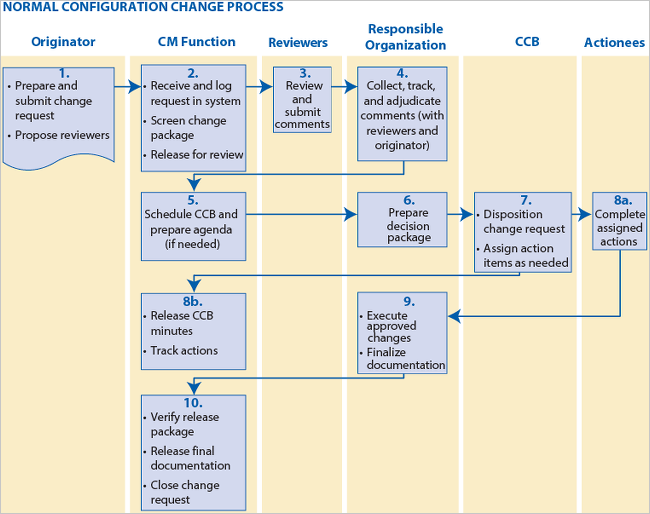 NORMAL CONFIGURATION CHANGE PROCESS
Originator
CM Function
Reviewers
Responsible
Organization
CCB
Actionees
1.
• Prepare and
submit change
request
• Propose reviewers
2.
• Receive and log
request in system
• Screen change
package
• Release for review
3.
Review
and
submit
comments
4.
Collect, track,
and adjudicate
comments (with
reviewers and
originator)
5.
Schedule CCB and
prepare agenda
(if needed)
6.
Prepare
decision
package
7.
• Disposition
change request
• Assign action
items as needed
8a.
Complete
assigned
actions
8b.
• Release CCB
minutes
• Track actions
9.
• Execute
approved
changes
• Finalize
documentation
10.
• Verify release
package
• Release final
documentation
• Close change
request